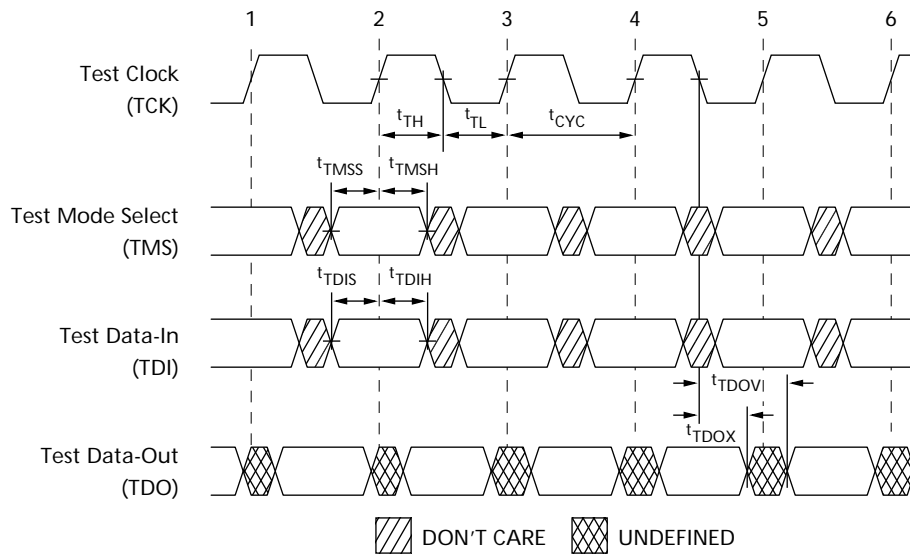 1 2 3 4 5 6
Test Clock
(TCK)
tTH tTL tCYC
tTMSS tTMSH
Test Mode Select
(TMS)
tTDIS tTDIH
Test Data-In
(TDI)
tTDOV
tTDOX
Test Data-Out
(TDO)
DON'T CARE UNDEFINED